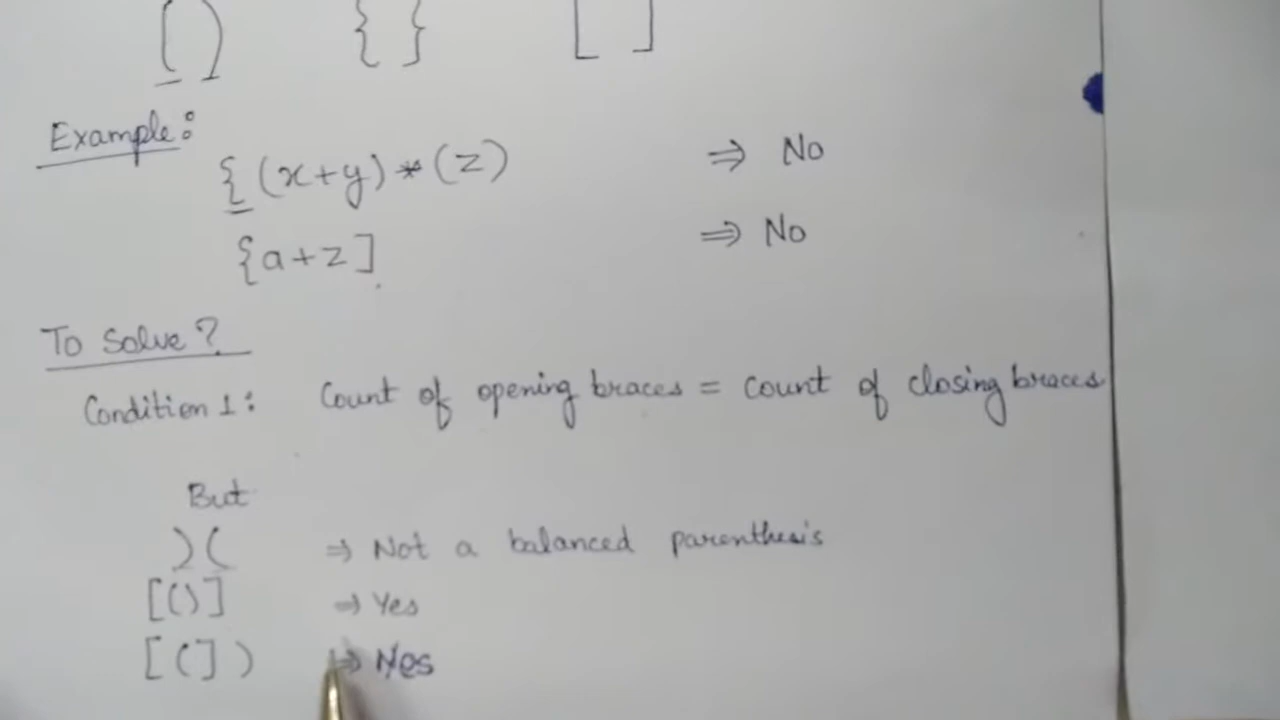 () { } [ ]
Example:
{(x+y)*(z) ⇒ No
{a+z] ⇒ No
To Solve?
Condition 1: Count of opening braces = count of closing braces
But
)( ⇒ Not a balanced parenthesis
[()] ⇒ Yes
[(])